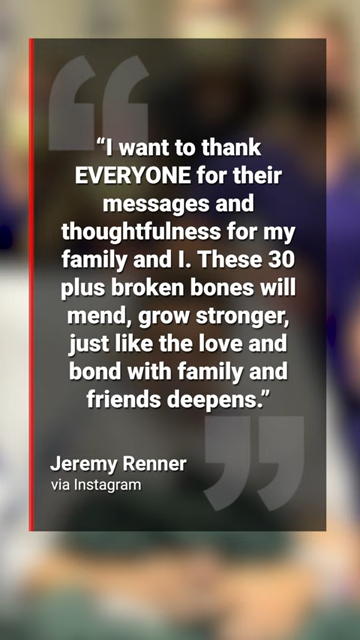 “I want to thank
EVERYONE for their
messages and
thoughtfulness for my
family and I. These 30
plus broken bones will
mend, grow stronger,
just like the love and
bond with family and
friends deepens.”
Jeremy Renner
via Instagram